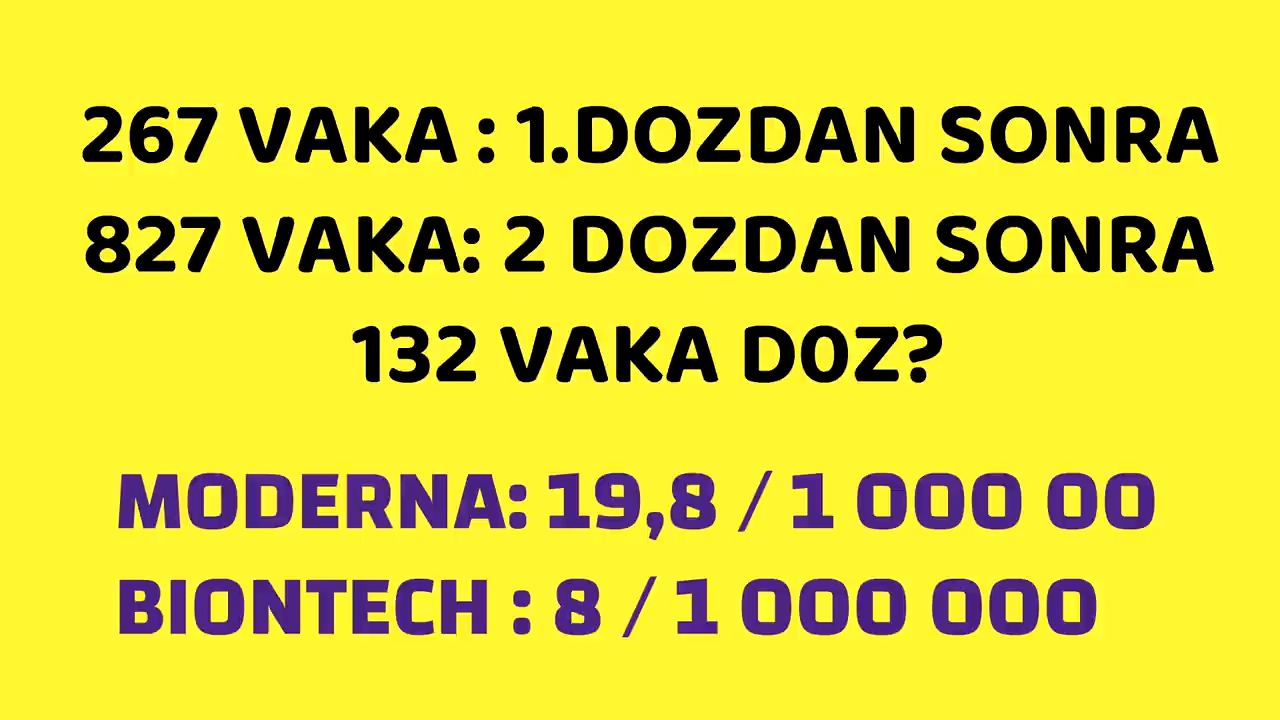 267 VAKA : 1.DOZDAN SONRA
827 VAKA: 2 DOZDAN SONRA
132 VAKA D0Z?
MODERNA: 19,8 / 1 000 00
BIONTECH : 8 / 1 000 000